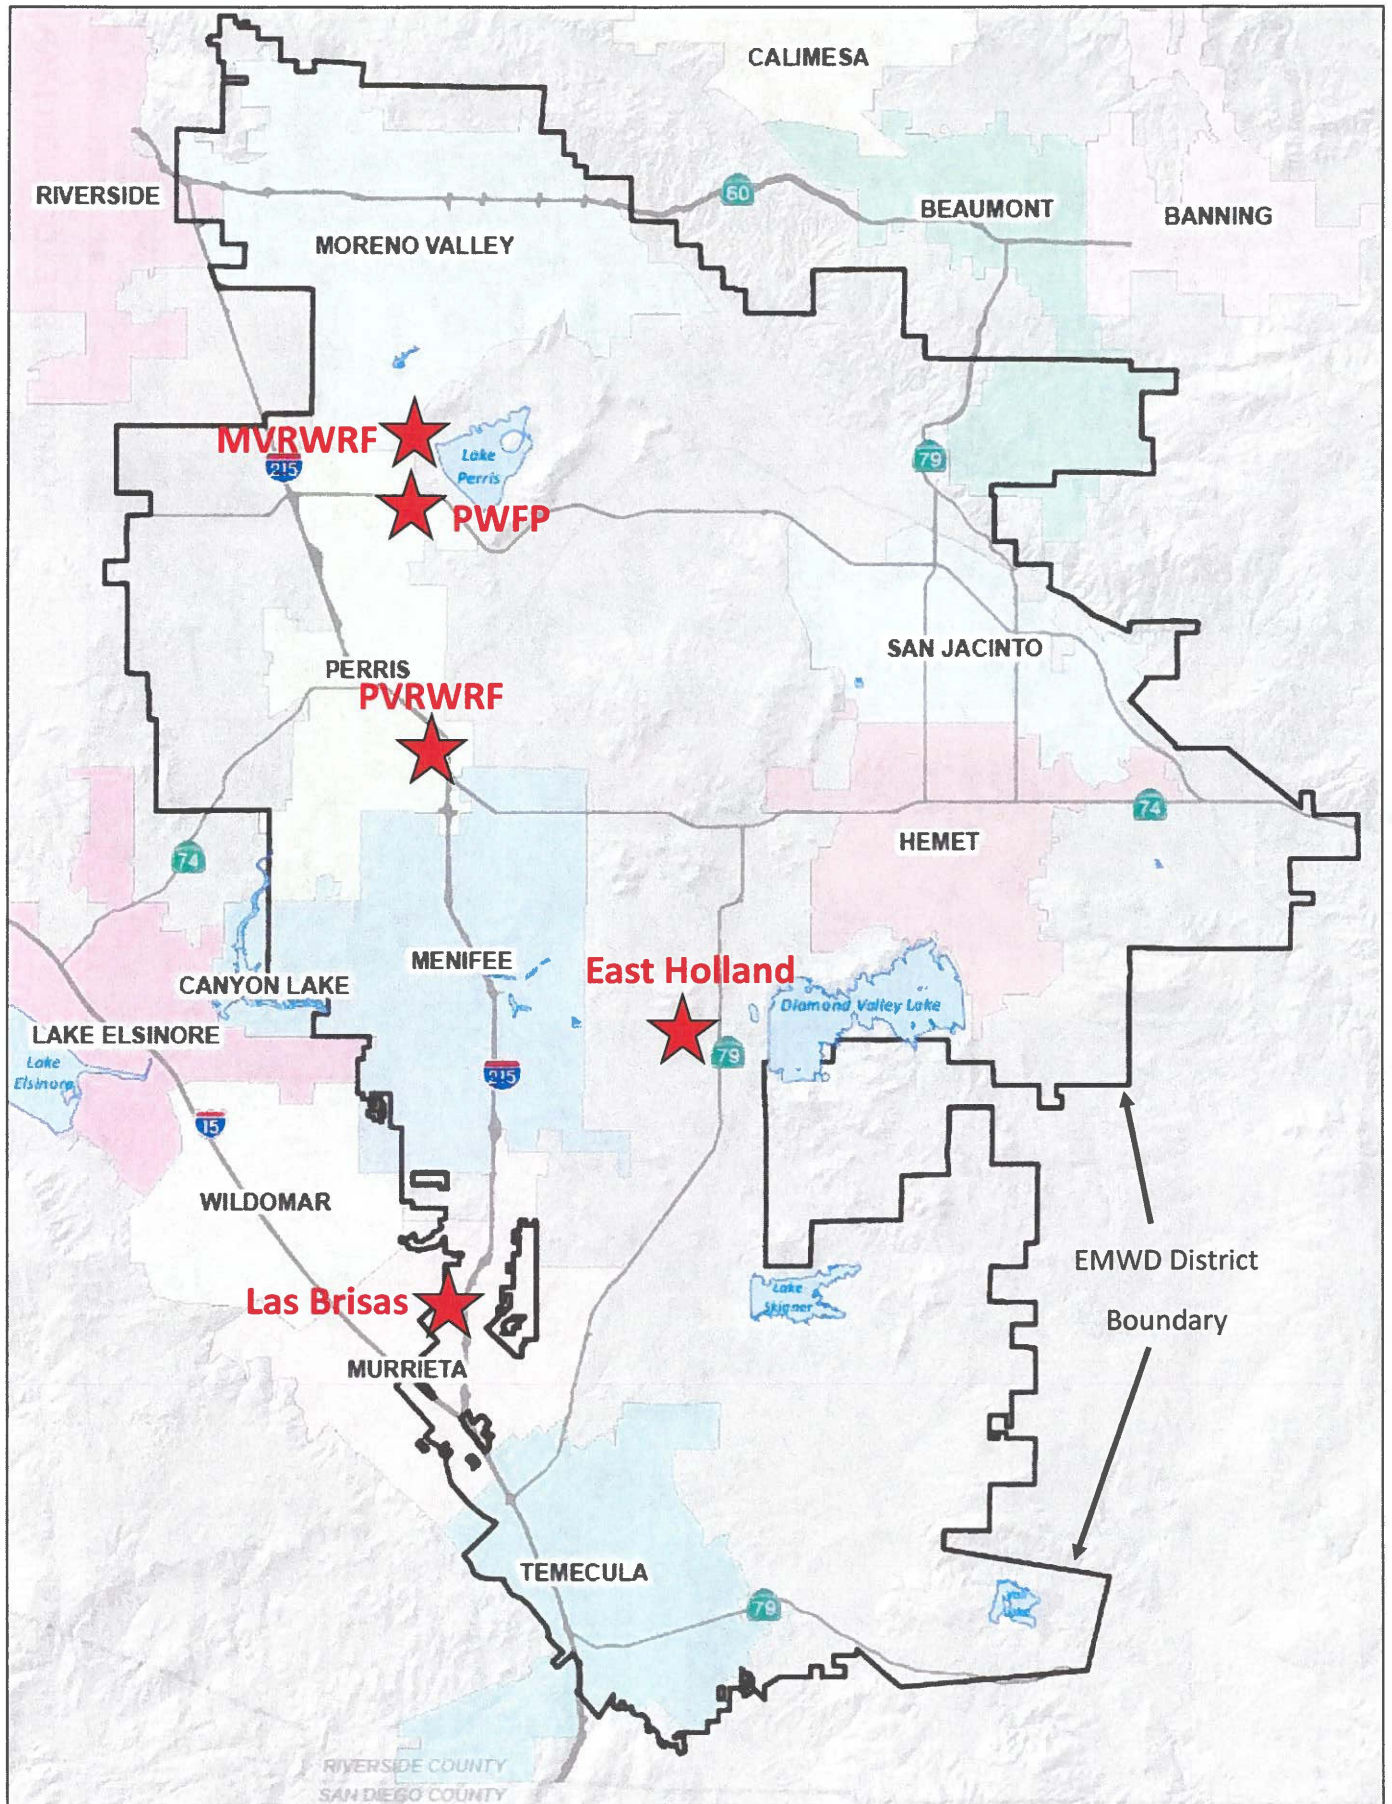 CALIMESA
60
RIVERSIDE
BEAUMONT
BANNING
MORENO VALLEY
MVRWRF
215
Lake
Perris
79
PWFP
SAN JACINTO
PERRIS
PVRWRF
74
HEMET
74
MENIFEE
East Holland
CANYON LAKE
Diamond Valley Lake
LAKE ELSINORE
Lake
Elsinore
79
215
15
WILDOMAR
EMWD District
Boundary
Las Brisas
Lake
Skinner
MURRIETA
TEMECULA
79
RIVERSIDE COUNTY
SAN DIEGO COUNTY